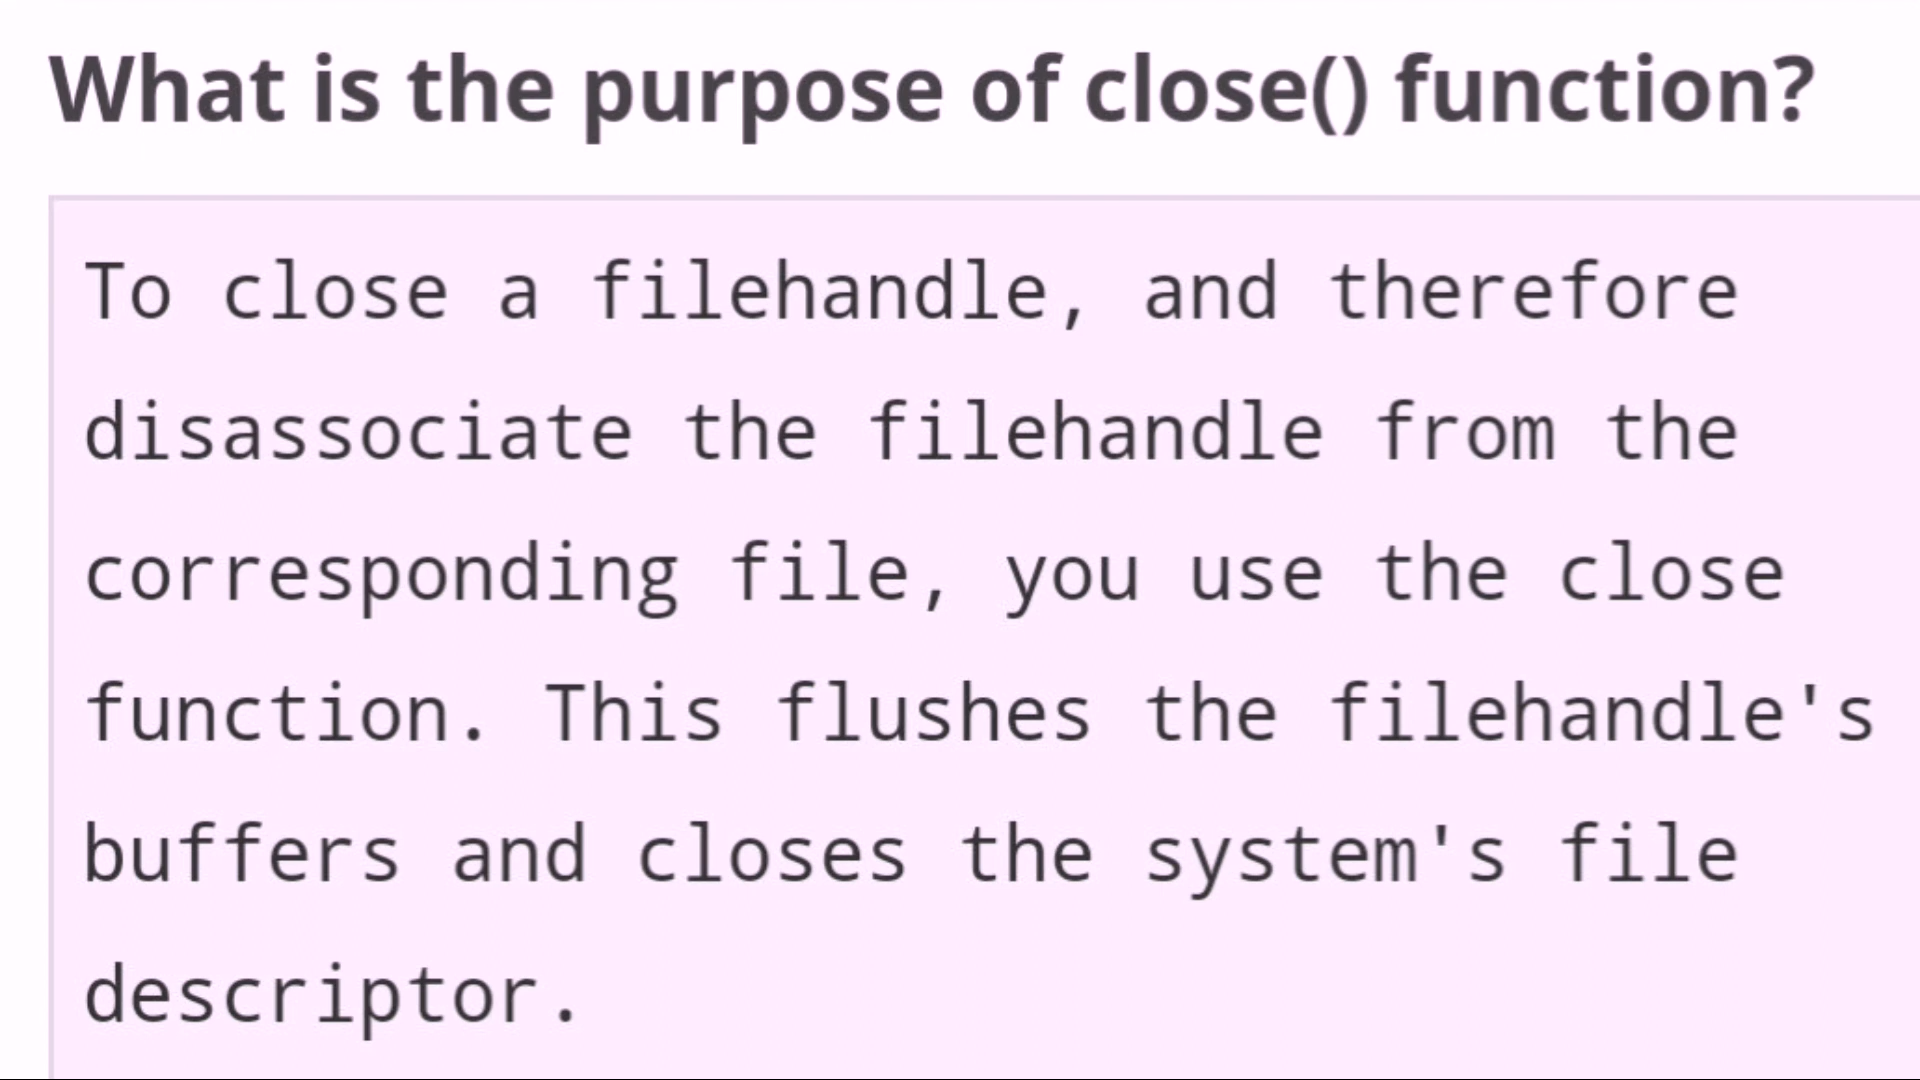 What is the purpose of close() function?
To close a filehandle, and therefore
disassociate the filehandle from the
corresponding file, you use the close
function. This flushes the filehandle's
buffers and closes the system's file
descriptor.